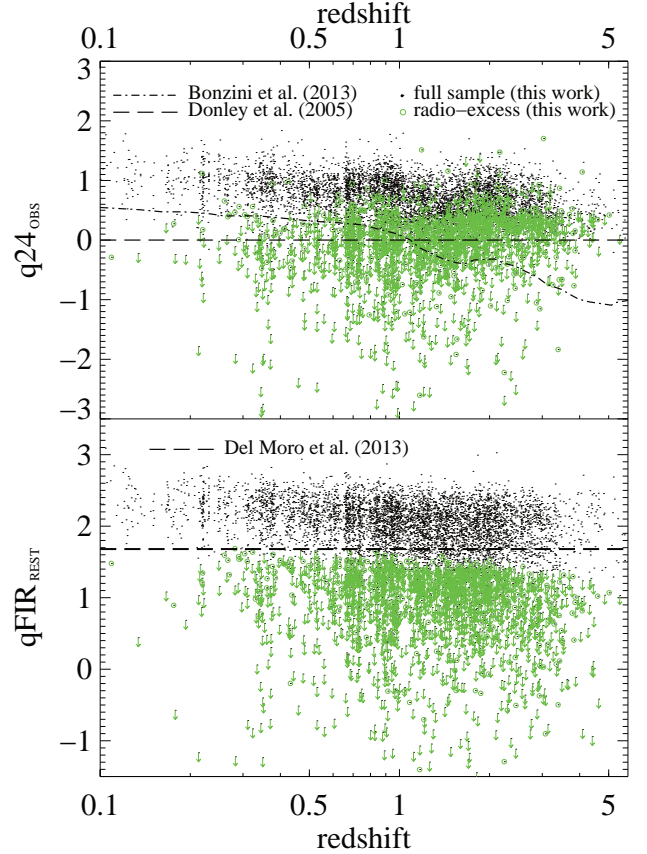 redshift
0.1 0.5 1 5
Bonzini et al. (2013)
Donley et al. (2005)
full sample (this work)
radio−excess (this work)
3
2
1
0
−1
−2
−3
q24OBS
Del Moro et al. (2013)
3
2
1
0
−1
qFIRREST
0.1 0.5 1 5
redshift